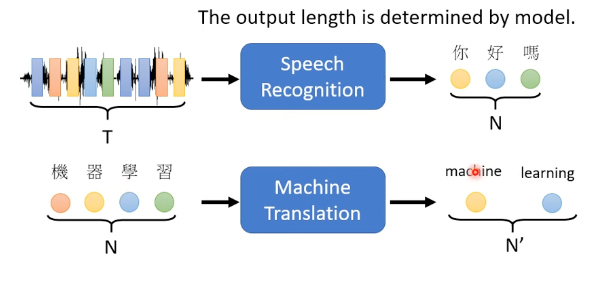 The output length is determined by model.
Speech
Recognition
你 好 嗎
T
N
機 器 學 習
Machine
Translation
machine learning
N
N’